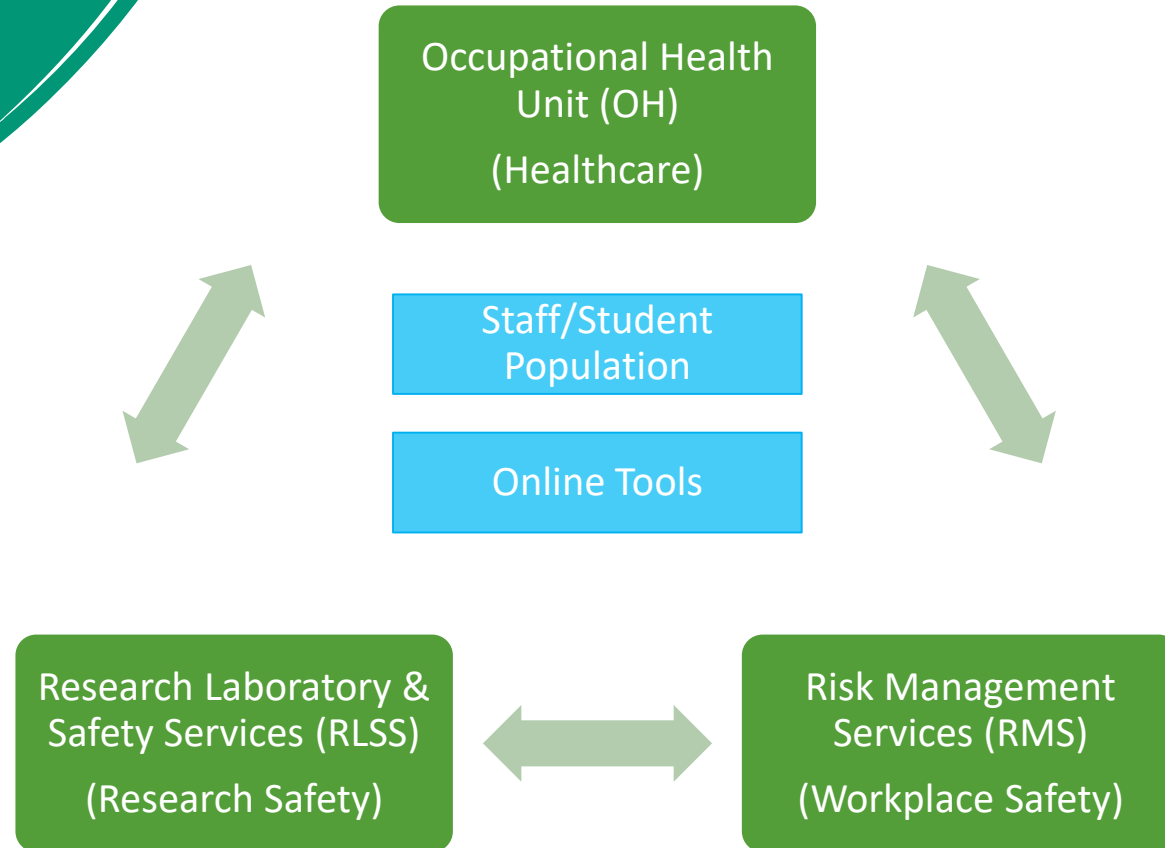 Occupational Health
Unit (OH)
(Healthcare)
Staff/Student
Population
Online Tools
Research Laboratory &
Safety Services (RLSS)
(Research Safety)
Risk Management
Services (RMS)
(Workplace Safety)